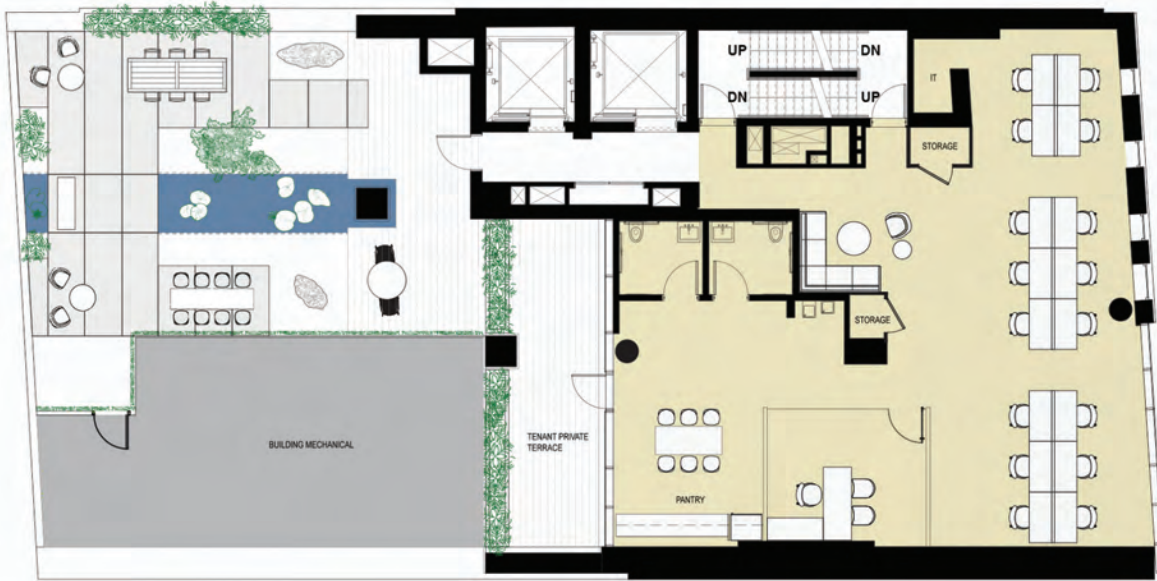 UP
DN
DN
UP
IT
STORAGE
STORAGE
BUILDING MECHANICAL
TENANT PRIVATE
TERRACE
PANTRY